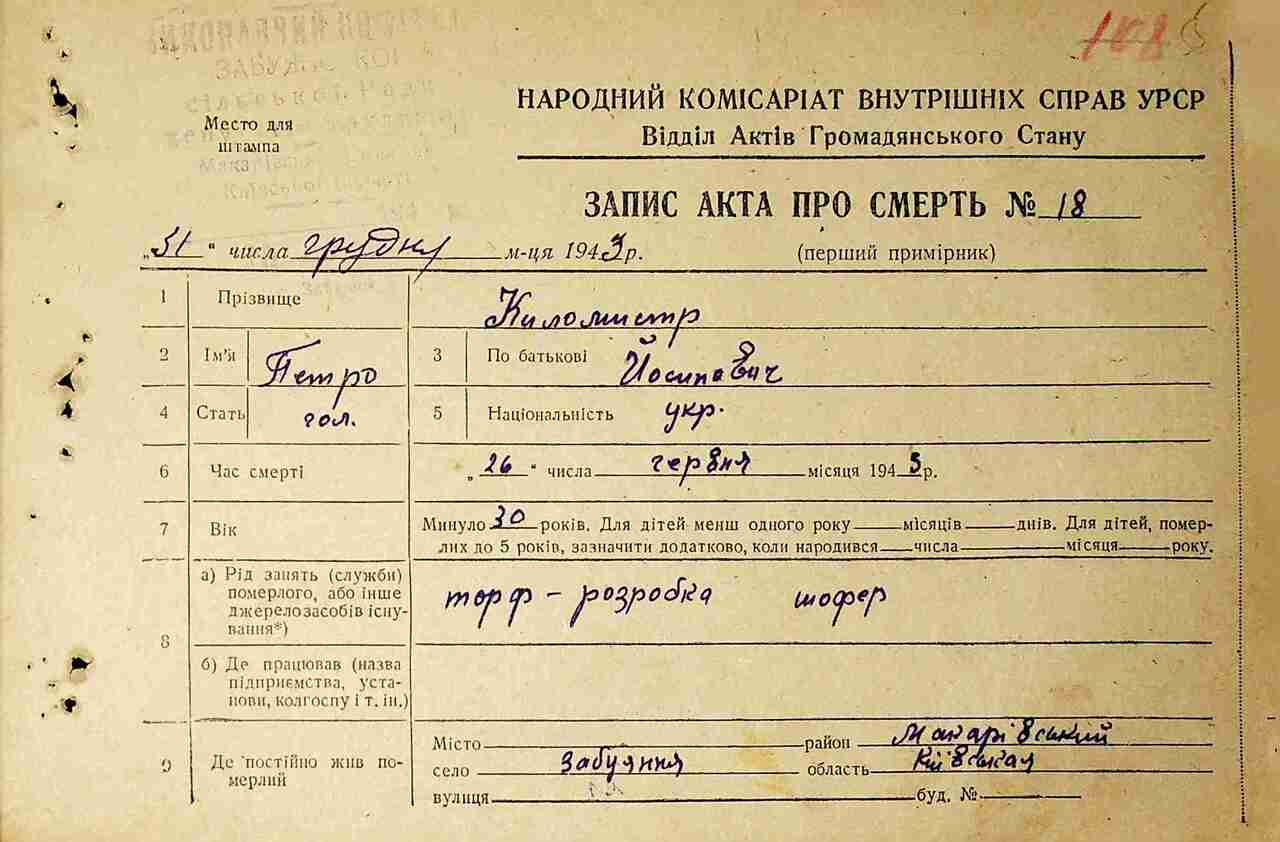 108
ЗАБУЯ
сільської Ради
Место для
штампа
НАРОДНИЙ КОМІСАРІАТ ВНУТРІШНІХ СПРАВ УРСР
Відділ Актів Громадянського Стану
ЗАПИС АКТА ПРО СМЕРТЬ № 18
„31" числа грудня м-ця 1943 р. (перший примірник)
1 Прізвище Киломистр
2 Ім'я Петро 3 По батькові Йосипович
4 Стать чол. 5 Національність укр.
6 Час смерті „26" числа червня місяця 1943 р.
7 Вік Минуло 30 років. Для дітей менш одного року місяців днів. Для дітей, помер-
лих до 5 років, зазначити додатково, коли народився числа місяця року.
8 а) Рід занять (служби)
померлого, або інше
джерело засобів існу-
вання*) торф - розробка шофер
б) Де працював (назва
підприємства, уста-
нови, колгоспу і т. ін.)
9 Де постійно жив по-
мерлий
Місто район Макарівський
село Забуяння область Київська
вулиця буд. №